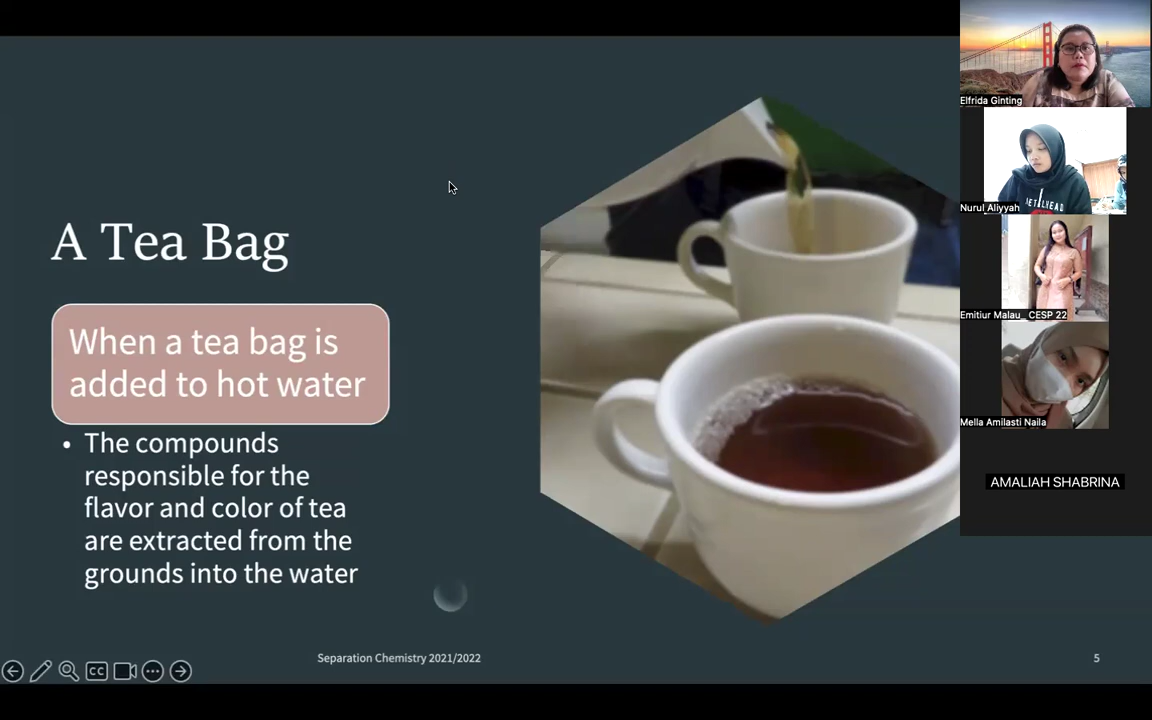 A Tea Bag
When a tea bag is
added to hot water
• The compounds
responsible for the
flavor and color of tea
are extracted from the
grounds into the water
Separation Chemistry 2021/2022
5
CC
Elfrida Ginting
Nurul Aliyyah
Emitiur Malau_ CESP 22
Mella Amilasti Naila
AMALIAH SHABRINA